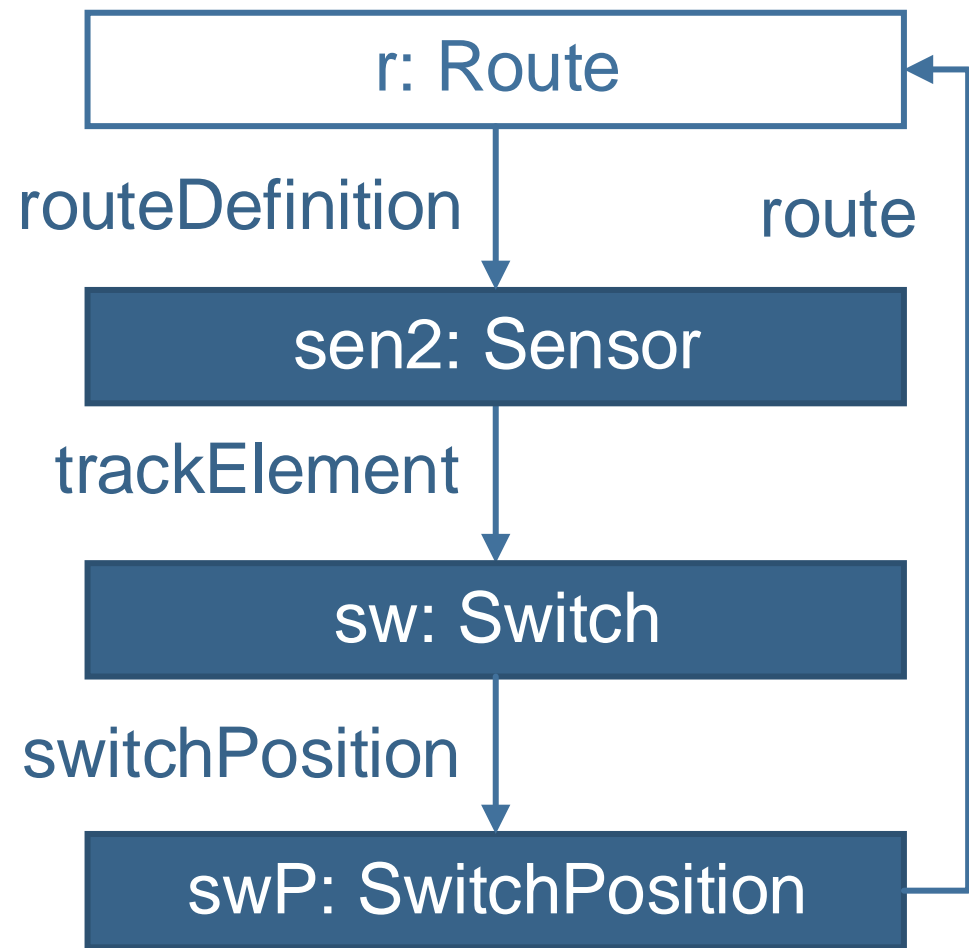 r: Route
routeDefinition
route
sen2: Sensor
trackElement
sw: Switch
switchPosition
swP: SwitchPosition